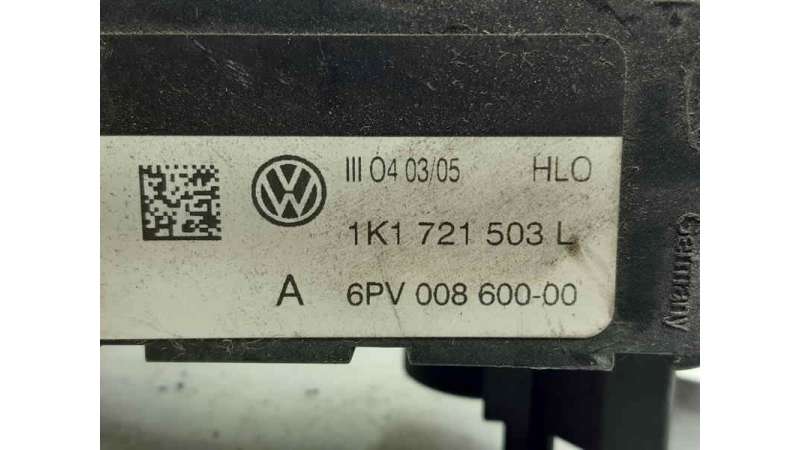 III O4 03/05 HLO
1K1 721 503 L
A 6PV 008 600-00
Germany